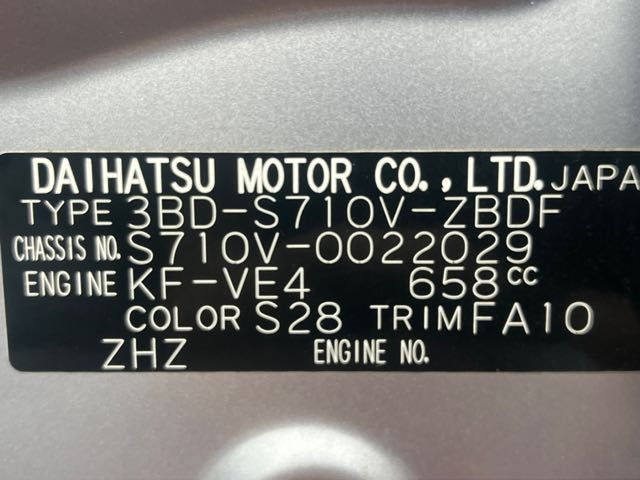 DAIHATSU MOTOR CO., LTD. JAPA
TYPE 3BD-S710V-ZBDF
CHASSIS NO. S710V-0022029
ENGINE KF-VE4 658cc
COLOR S28 TRIM FA10
ZHZ ENGINE NO.